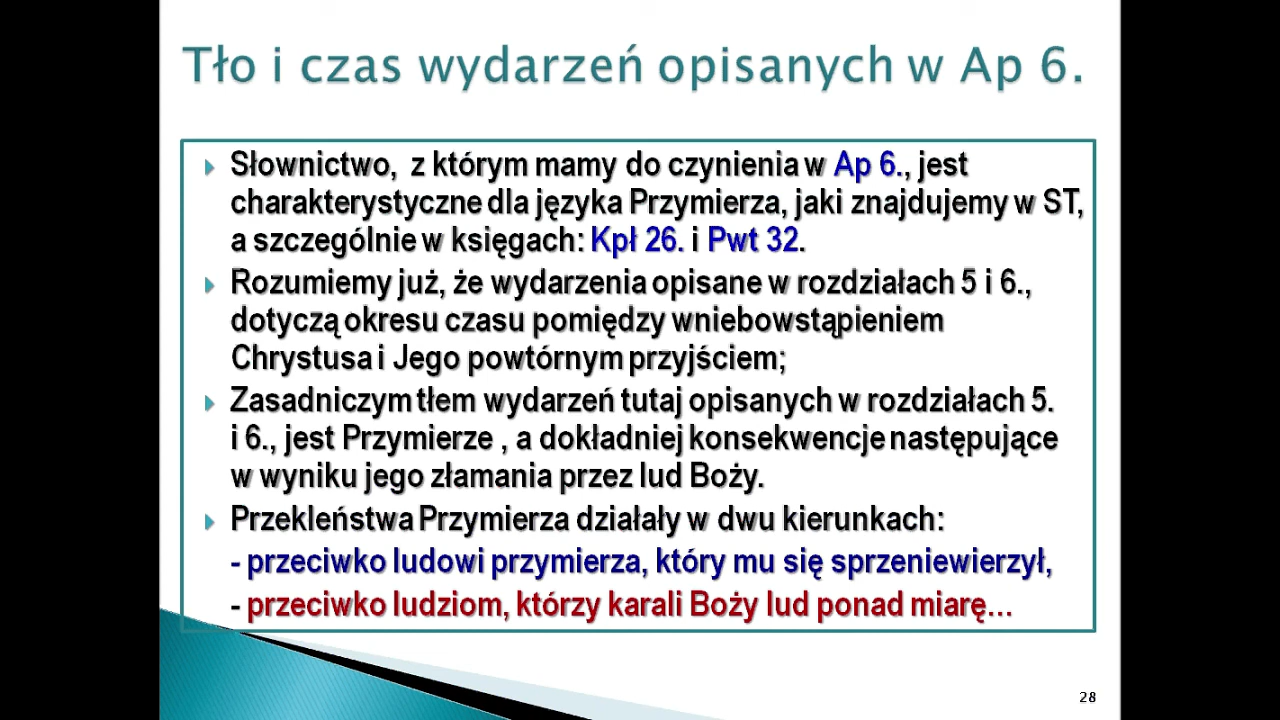 Tło i czas wydarzeń opisanych w Ap 6.
Słownictwo, z którym mamy do czynienia w Ap 6., jest
charakterystyczne dla języka Przymierza, jaki znajdujemy w ST,
a szczególnie w księgach: Kpł 26. i Pwt 32.
Rozumiemy już, że wydarzenia opisane w rozdziałach 5 i 6.,
dotyczą okresu czasu pomiędzy wniebowstąpieniem
Chrystusa i Jego powtórnym przyjściem;
Zasadniczym tłem wydarzeń tutaj opisanych w rozdziałach 5.
i 6., jest Przymierze , a dokładniej konsekwencje następujące
w wyniku jego złamania przez lud Boży.
Przekleństwa Przymierza działały w dwu kierunkach:
- przeciwko ludowi przymierza, który mu się sprzeniewierzył,
- przeciwko ludziom, którzy karali Boży lud ponad miarę...
28